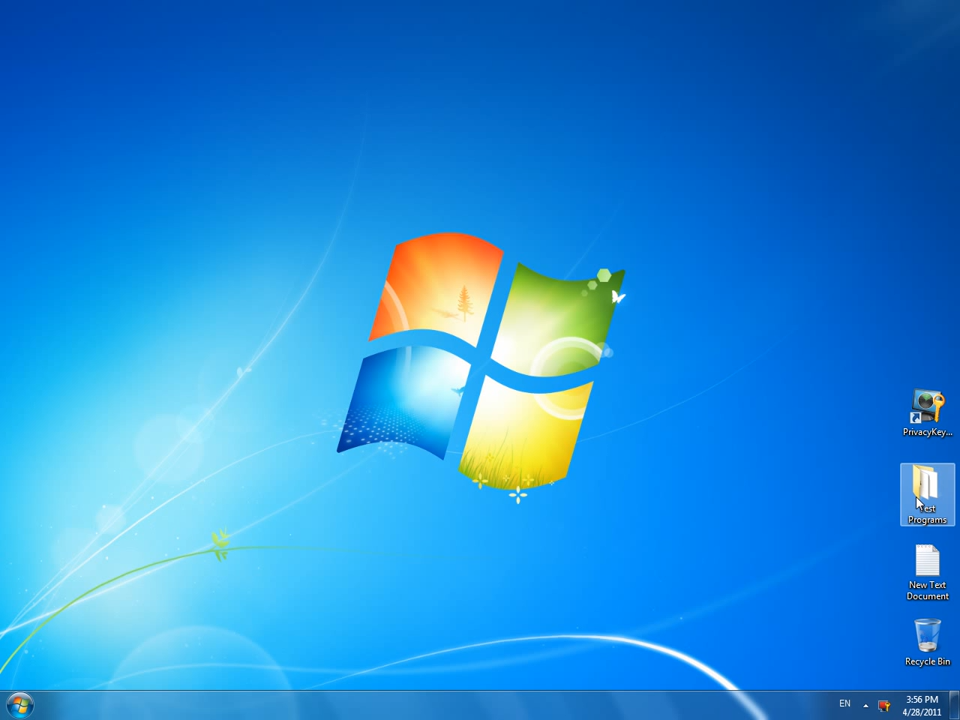 PrivacyKey...
Test
Programs
New Text
Document
Recycle Bin
EN
3:56 PM
4/28/2011